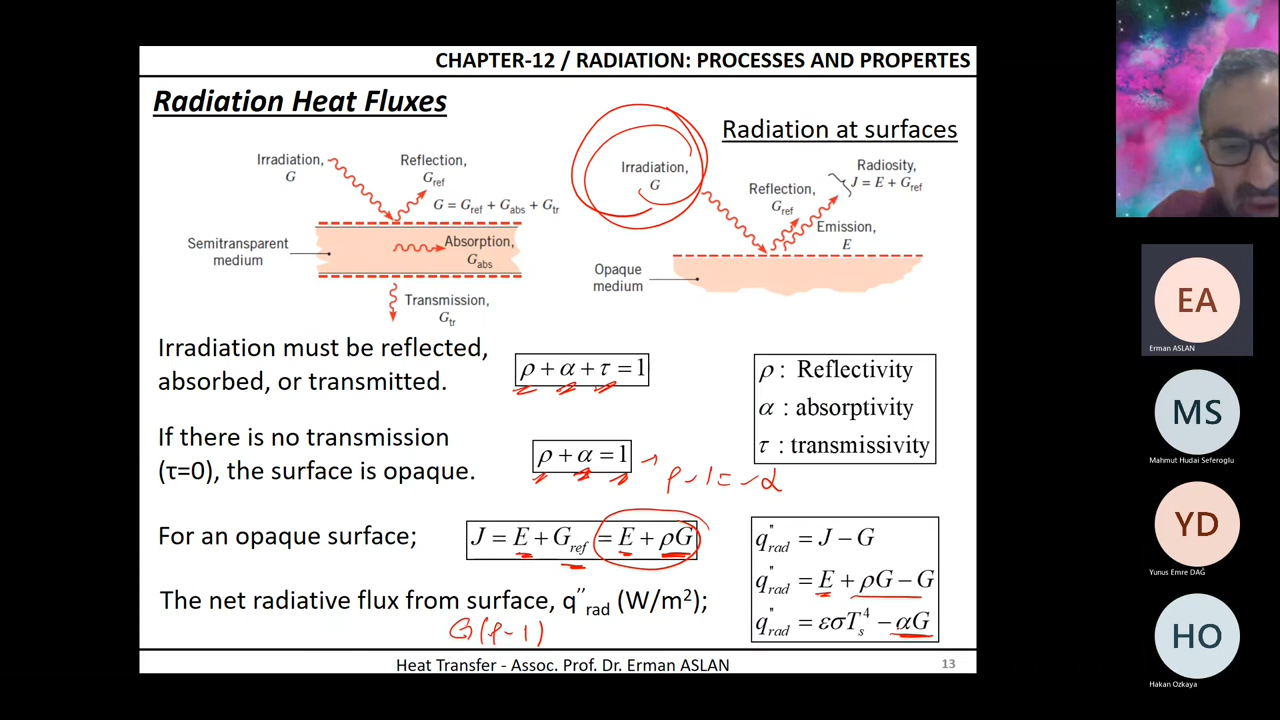 CHAPTER-12 / RADIATION: PROCESSES AND PROPERTES
Radiation Heat Fluxes
Radiation at surfaces
Irradiation,
G
Reflection,
G_ref
G = G_ref + G_abs + G_tr
Semitransparent
medium
Absorption,
G_abs
Transmission,
G_tr
Irradiation,
G
Reflection,
G_ref
Radiosity,
J = E + G_ref
Emission,
E
Opaque
medium
Irradiation must be reflected,
absorbed, or transmitted.
ρ + α + τ = 1
ρ : Reflectivity
α : absorptivity
τ : transmissivity
If there is no transmission
(τ=0), the surface is opaque.
ρ + α = 1
ρ - 1 = - α
For an opaque surface;
J = E + G_ref = E + ρG
q"_rad = J − G
q"_rad = E + ρG − G
q"_rad = εσT_s^4 − αG
The net radiative flux from surface, q"_rad (W/m²);
G(ρ-1)
Heat Transfer - Assoc. Prof. Dr. Erman ASLAN
13
EA
Erman ASLAN
MS
Mahmut Hudai Seferoglu
YD
Yunus Emre DAĞ
HO
Hakan Ozkaya